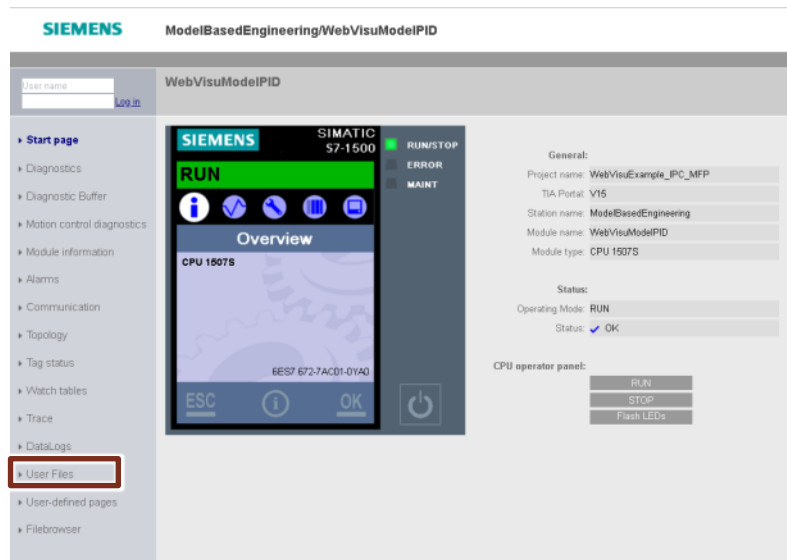 SIEMENS
ModelBasedEngineering/WebVisuModelPID
User name
Log in
WebVisuModelPID
Start page
Diagnostics
Diagnostic Buffer
Motion control diagnostics
Module information
Alarms
Communication
Topology
Tag status
Watch tables
Trace
DataLogs
User Files
User-defined pages
Filebrowser
SIEMENS
SIMATIC
S7-1500
RUN
Overview
CPU 1507S
6ES7 672-7AC01-0YA0
ESC
OK
RUN/STOP
ERROR
MAINT
General:
Project name: WebVisuExample_IPC_MFP
TIA Portal: V15
Station name: ModelBasedEngineering
Module name: WebVisuModelPID
Module type: CPU 1507S
Status:
Operating Mode: RUN
Status: OK
CPU operator panel:
RUN
STOP
Flash LEDs